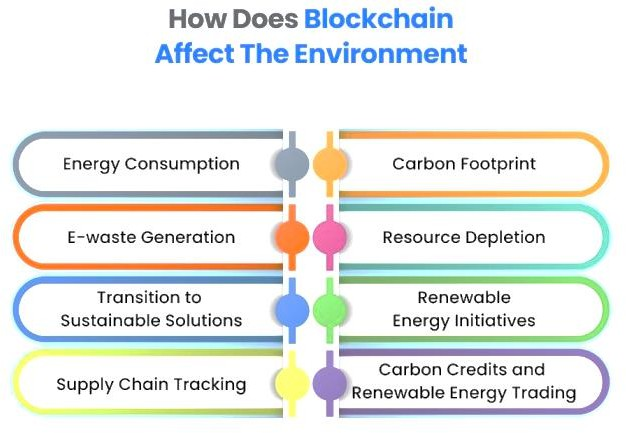 How Does Blockchain
Affect The Environment
Energy Consumption
Carbon Footprint
E-waste Generation
Resource Depletion
Transition to
Sustainable Solutions
Renewable
Energy Initiatives
Supply Chain Tracking
Carbon Credits and
Renewable Energy Trading